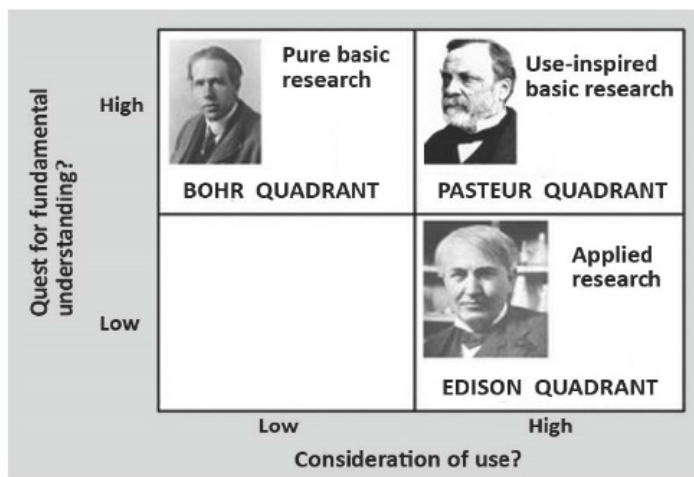 Quest for fundamental
understanding?
High
Low
Pure basic
research
BOHR QUADRANT
Use-inspired
basic research
PASTEUR QUADRANT
Applied
research
EDISON QUADRANT
Low
High
Consideration of use?